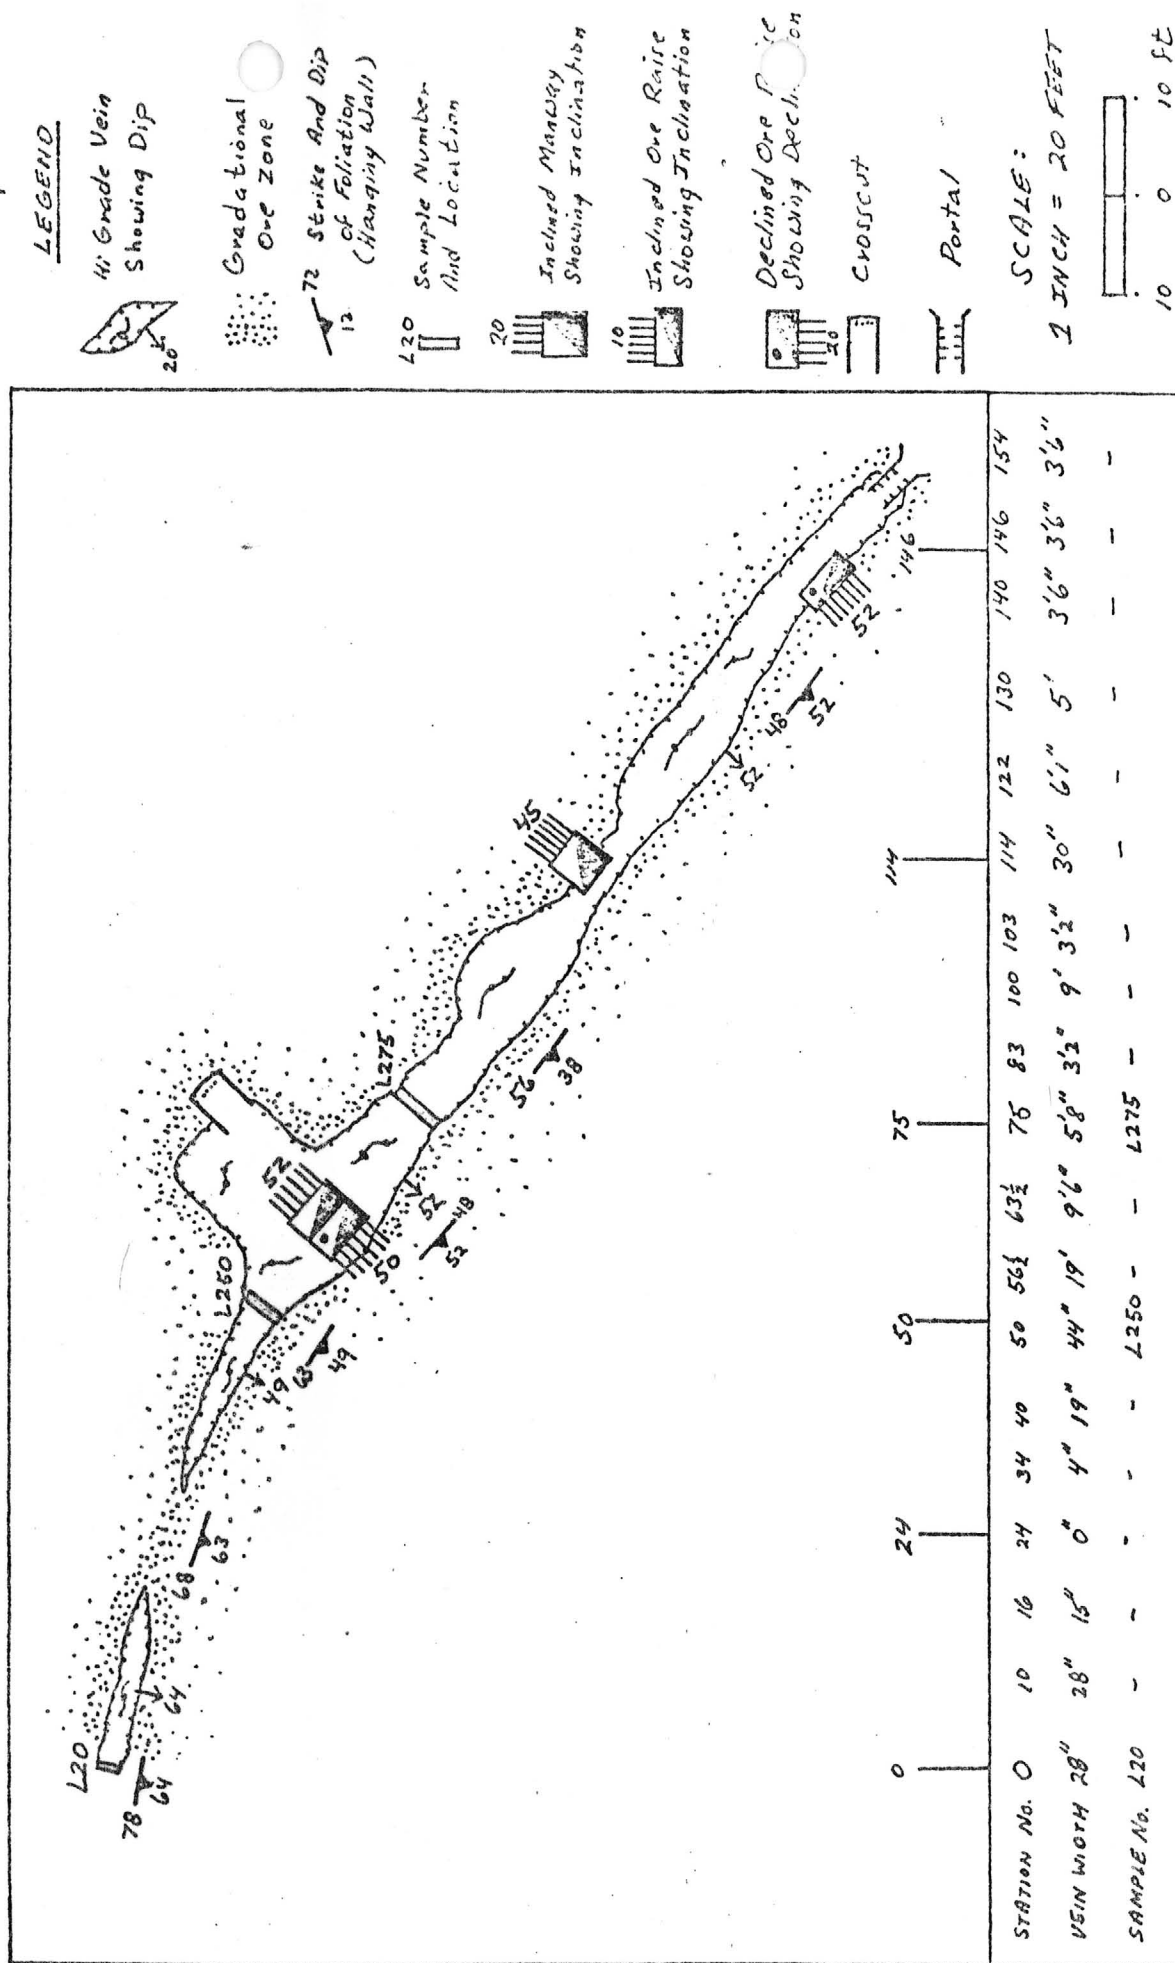 LEGEND
Hi Grade Vein
Showing Dip
20
Gradational
Ore Zone
72
12
Strike And Dip
of Foliation
(Hanging Wall)
L20
Sample Number
And Location
20
Inclined Manway
Showing Inclination
10
Inclined Ore Raise
Showing Inclination
20
Declined Ore
Showing
Crosscut
Portal
SCALE:
1 INCH = 20 FEET
10 0 10 ft
L20
78
64
64
68
63
L250
49
63
49
52
50
52
52
48
L275
56
38
45
52
48
52
52
0 24 50 75 114 146
STATION No. 0 10 16 24 34 40 50 56½ 63½ 75 83 100 103 114 122 130 140 146 154
VEIN WIDTH 28" 28" 15" 0" 4" 19" 44" 19' 9'6" 5'8" 3'2" 9' 3'2" 30" 6'1" 5' 3'6" 3'6" 3'6"
SAMPLE No. L20 - - - - - L250 - - L275 - - - - - - - - -